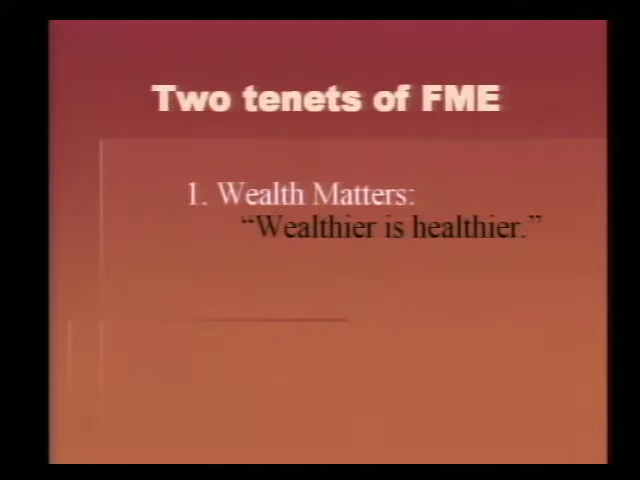 Two tenets of FME
1. Wealth Matters:
“Wealthier is healthier.”